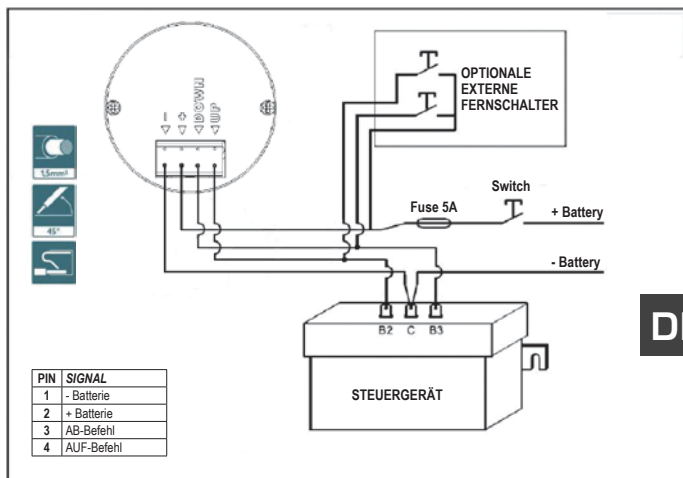 OPTIONALE
EXTERNE
FERNSCHALTER
- + DOWN UP
1,5mm²
45°
Switch
Fuse 5A
+ Battery
- Battery
B2 C B3
STEUERGERÄT
PIN SIGNAL
1 - Batterie
2 + Batterie
3 AB-Befehl
4 AUF-Befehl